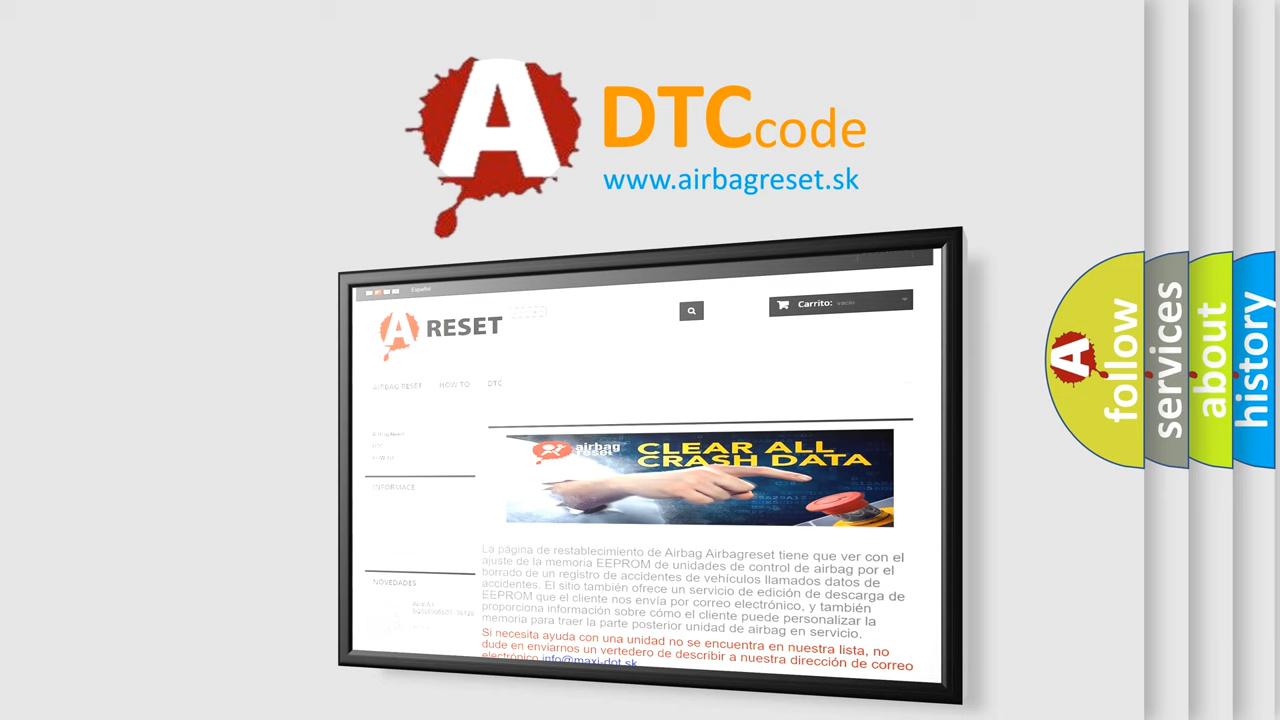 A
DTCcode
www.airbagreset.sk
Español
A RESET
Carrito: vacío
AIRBAG RESET HOW TO DTC
INFORMACE
airbag
reset
CLEAR ALL
CRASH DATA
La página de restablecimiento de Airbag Airbagreset tiene que ver con el
ajuste de la memoria EEPROM de unidades de control de airbag por el
borrado de un registro de accidentes de vehículos llamados datos de
accidentes. El sitio también ofrece un servicio de edición de descarga de
EEPROM que el cliente nos envía por correo electrónico, y también
proporciona información sobre cómo el cliente puede personalizar la
memoria para traer la parte posterior unidad de airbag en servicio.
Si necesita ayuda con una unidad no se encuentra en nuestra lista, no
dude en enviarnos un vertedero de describir a nuestra dirección de correo
electrónico info@maxi-dot.sk
NOVEDADES
A
follow
services
about
history